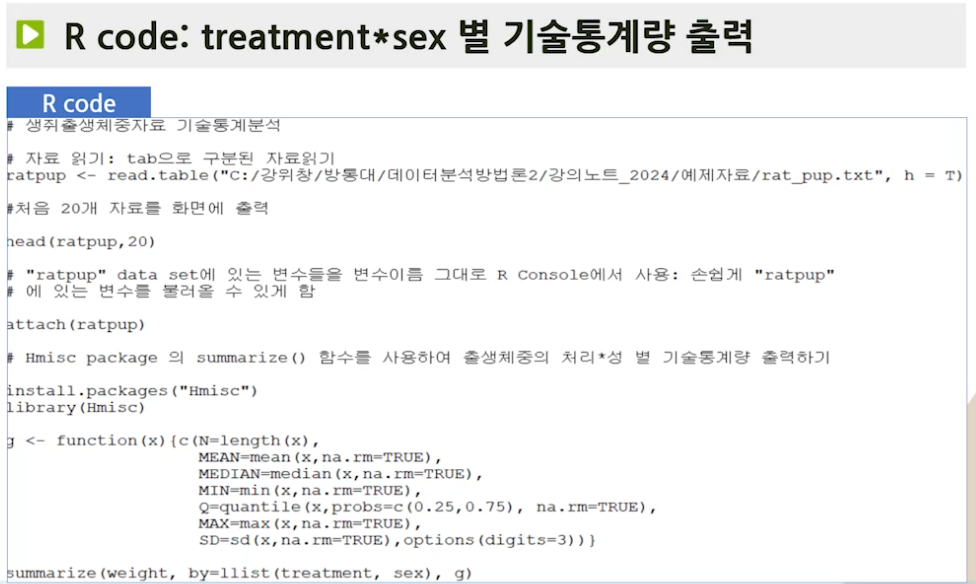 R code: treatment*sex 별 기술통계량 출력
R code
# 생쥐출생체중자료 기술통계분석
# 자료 읽기: tab으로 구분된 자료읽기
ratpup <- read.table("C:/강위창/방통대/데이터분석방법론2/강의노트_2024/예제자료/rat_pup.txt", h = T)
#처음 20개 자료를 화면에 출력
head(ratpup,20)
# "ratpup" data set에 있는 변수들을 변수이름 그대로 R Console에서 사용: 손쉽게 "ratpup"
# 에 있는 변수를 불러올 수 있게 함
attach(ratpup)
# Hmisc package 의 summarize() 함수를 사용하여 출생체중의 처리*성 별 기술통계량 출력하기
install.packages("Hmisc")
library(Hmisc)
g <- function(x){c(N=length(x),
MEAN=mean(x,na.rm=TRUE),
MEDIAN=median(x,na.rm=TRUE),
MIN=min(x,na.rm=TRUE),
Q=quantile(x,probs=c(0.25,0.75), na.rm=TRUE),
MAX=max(x,na.rm=TRUE),
SD=sd(x,na.rm=TRUE),options(digits=3))}
summarize(weight, by=llist(treatment, sex), g)